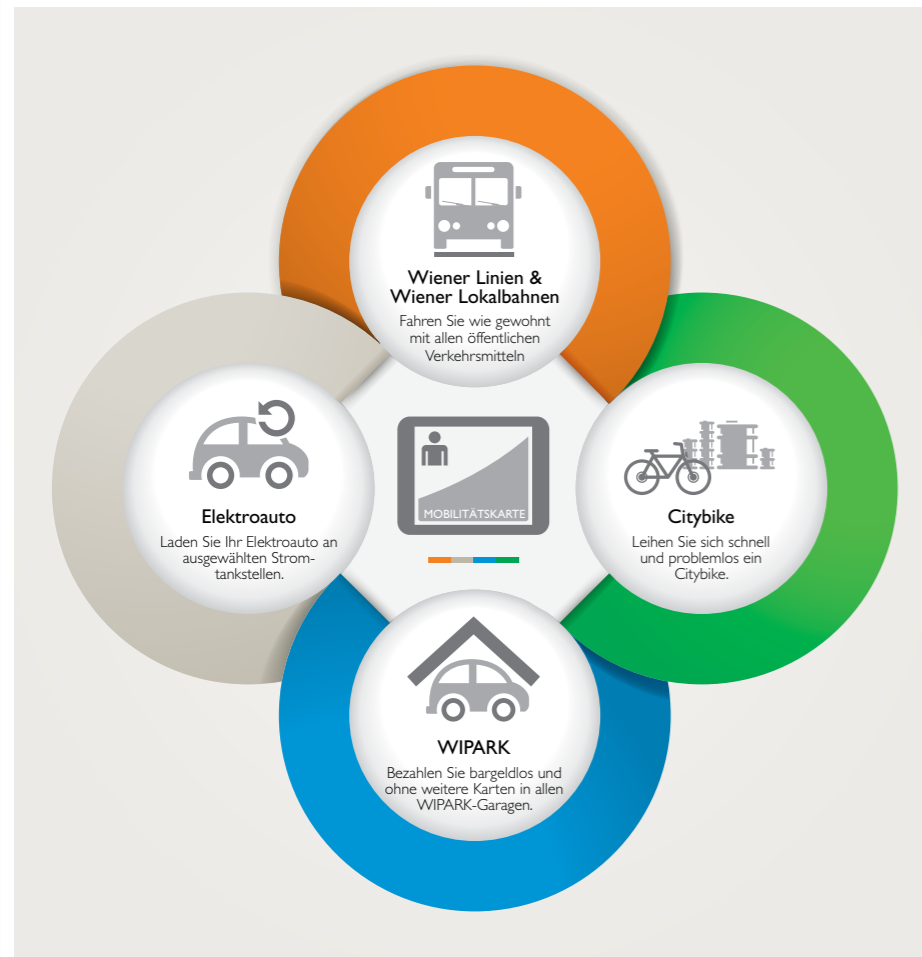 Wiener Linien &
Wiener Lokalbahnen
Fahren Sie wie gewohnt
mit allen öffentlichen
Verkehrsmitteln
Elektroauto
Laden Sie Ihr Elektroauto an
ausgewählten Strom-
tankstellen.
MOBILITÄTSKARTE
Citybike
Leihen Sie sich schnell
und problemlos ein
Citybike.
WIPARK
Bezahlen Sie bargeldlos und
ohne weitere Karten in allen
WIPARK-Garagen.